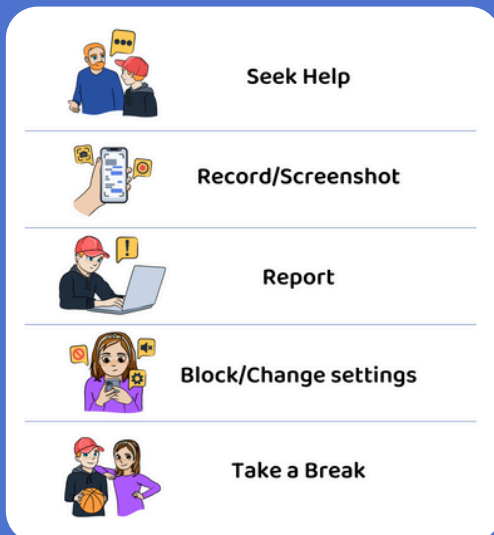 Seek Help
Record/Screenshot
Report
Block/Change settings
Take a Break